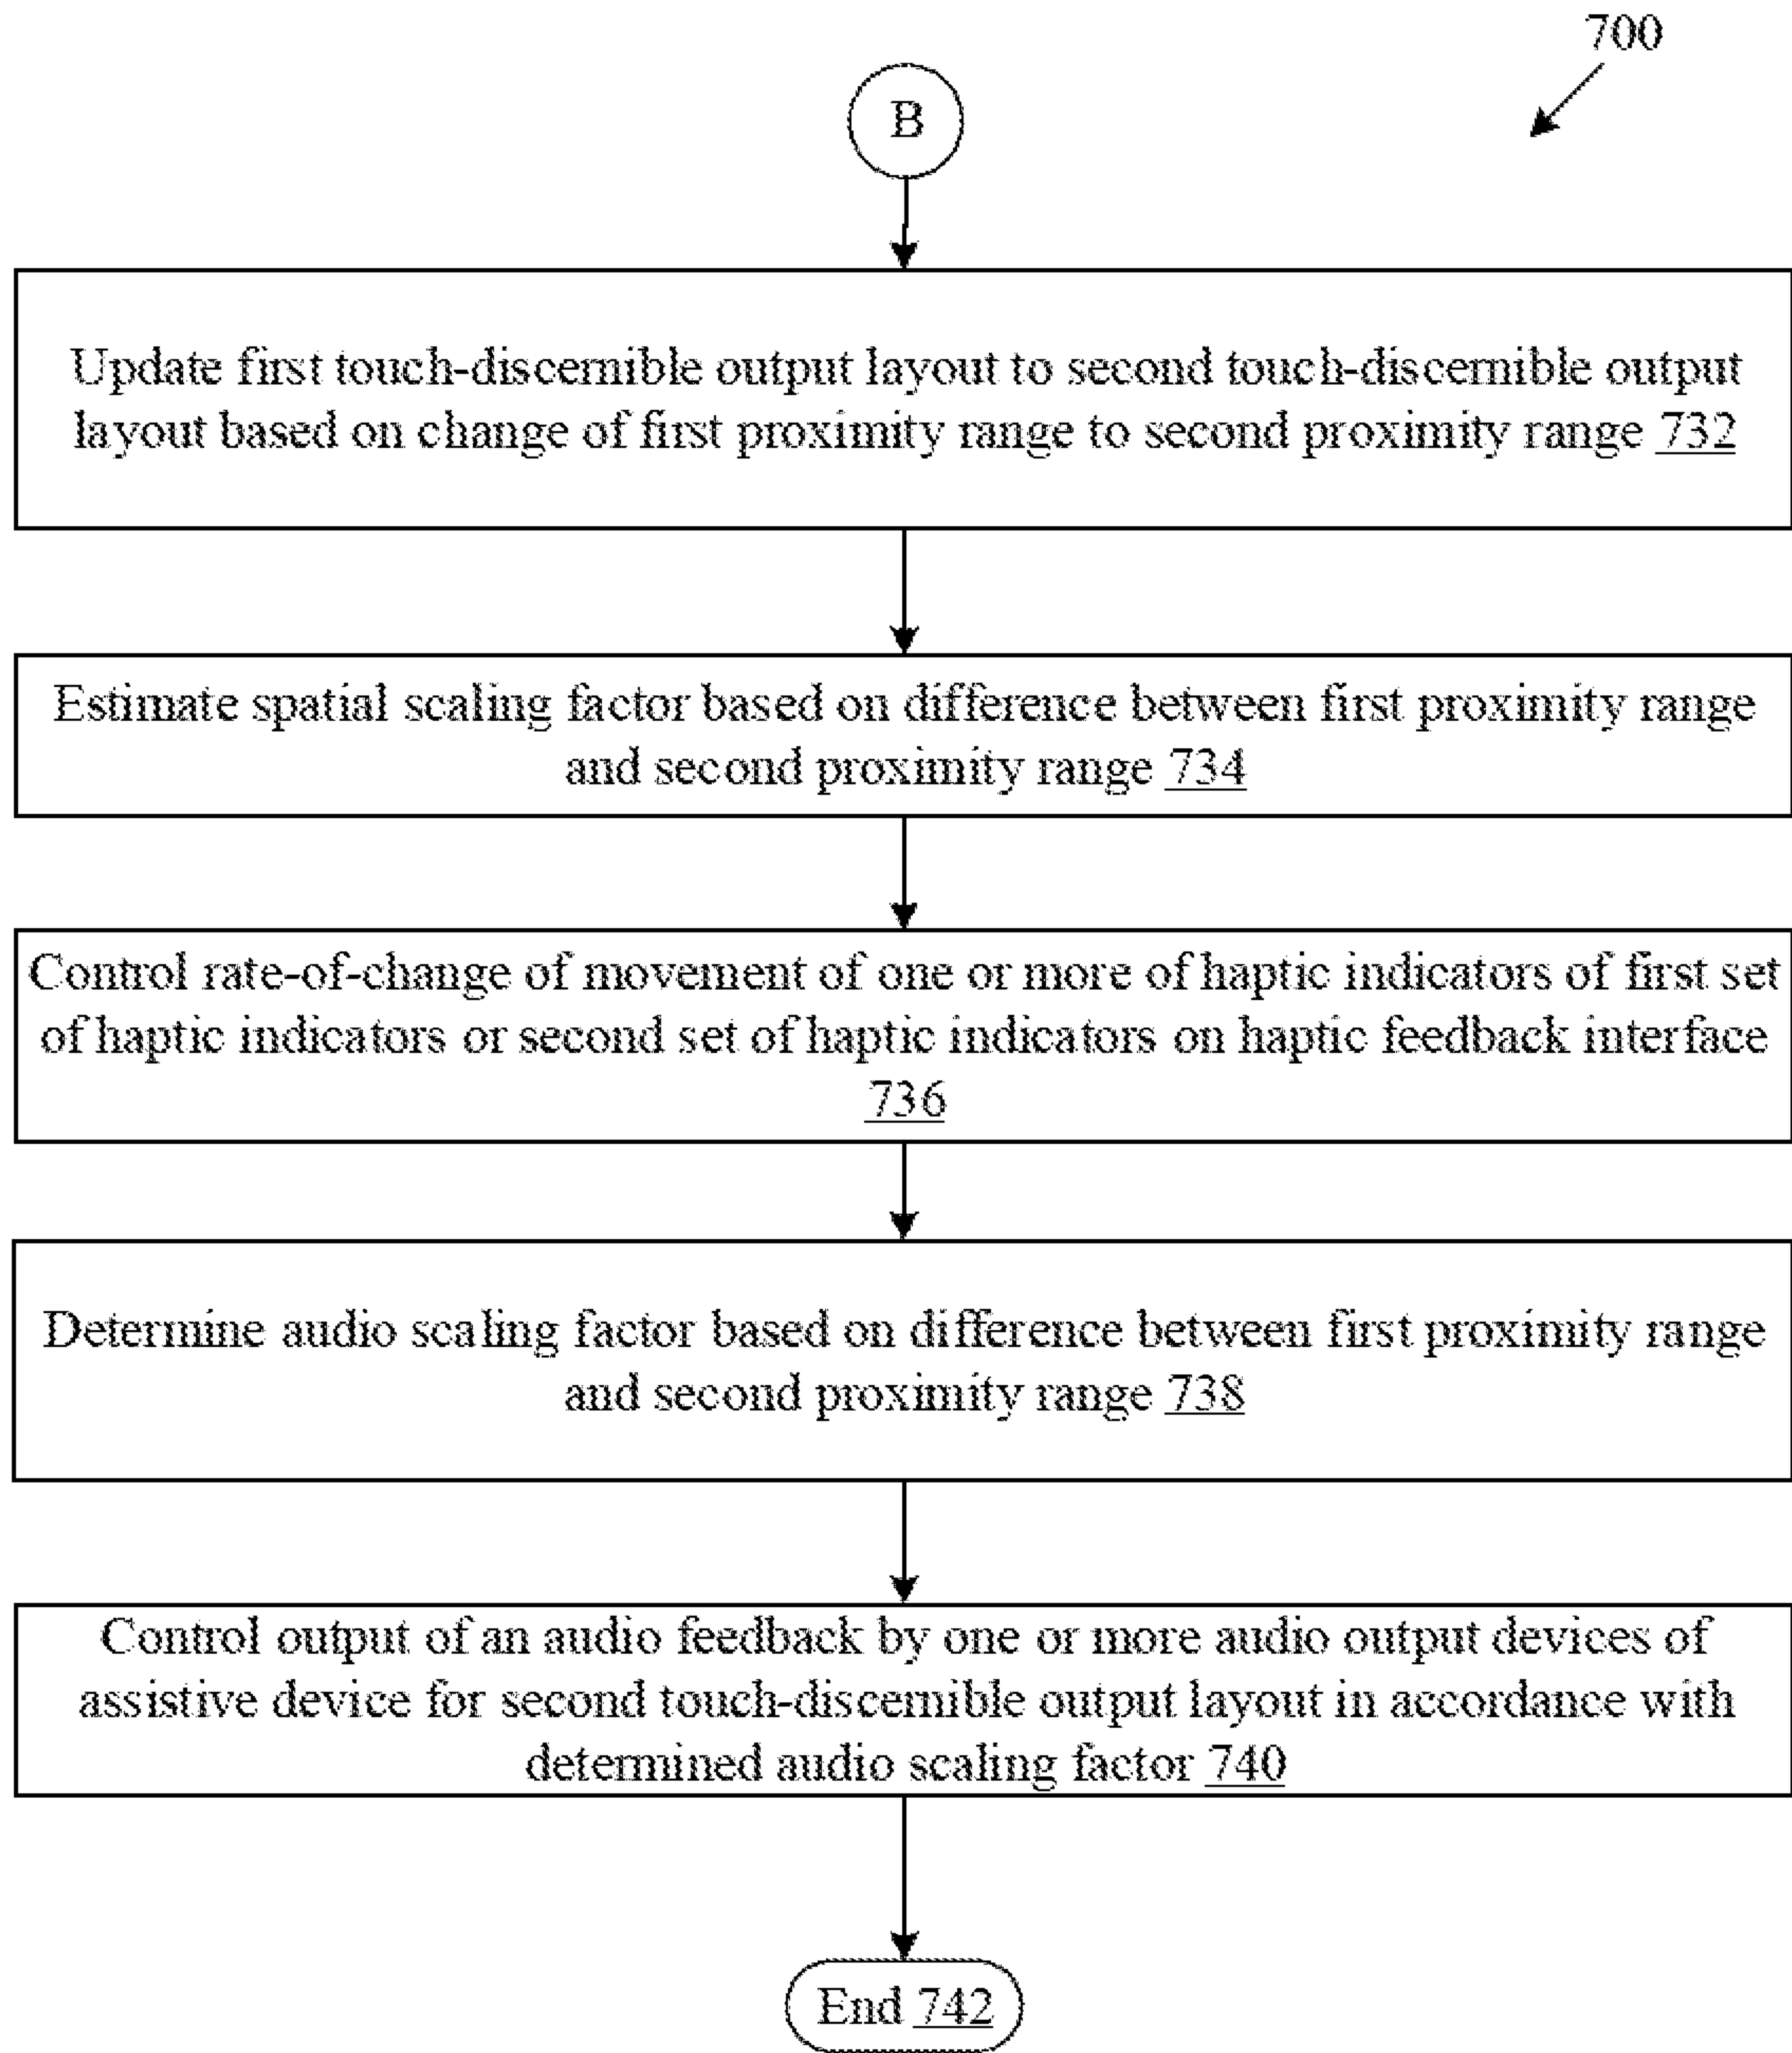 700
B
Update first touch-discernible output layout to second touch-discernible output
layout based on change of first proximity range to second proximity range 732
Estimate spatial scaling factor based on difference between first proximity range
and second proximity range 734
Control rate-of-change of movement of one or more of haptic indicators of first set
of haptic indicators or second set of haptic indicators on haptic feedback interface
736
Determine audio scaling factor based on difference between first proximity range
and second proximity range 738
Control output of an audio feedback by one or more audio output devices of
assistive device for second touch-discernible output layout in accordance with
determined audio scaling factor 740
End 742